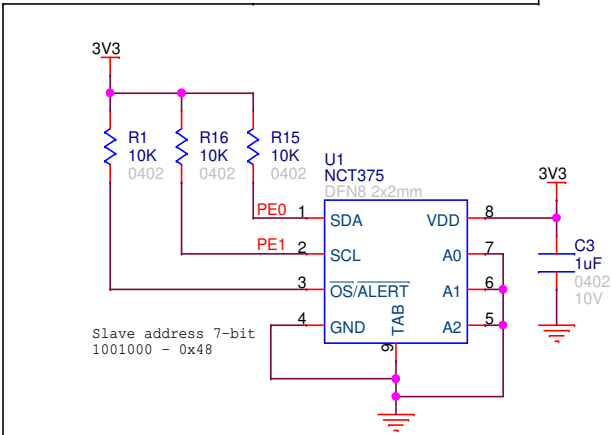 3V3
R1
10K
0402
R16
10K
0402
R15
10K
0402
U1
NCT375
DFN8 2x2mm
3V3
PE0 1 SDA
VDD 8
PE1 2 SCL
A0 7
3 OS/ALERT
A1 6
4 GND
A2 5
TAB
9
C3
1uF
0402
10V
Slave address 7-bit
1001000 - 0x48